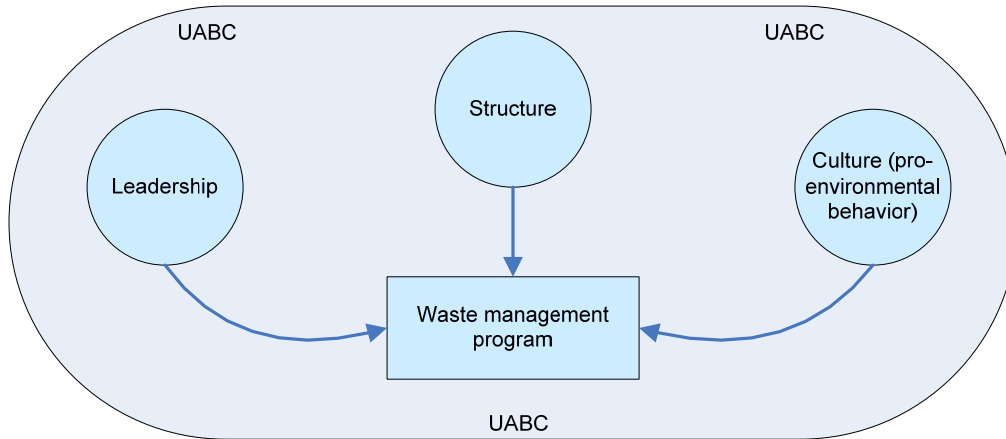 UABC
UABC
Structure
Leadership
Culture (pro-
environmental
behavior)
Waste management
program
UABC